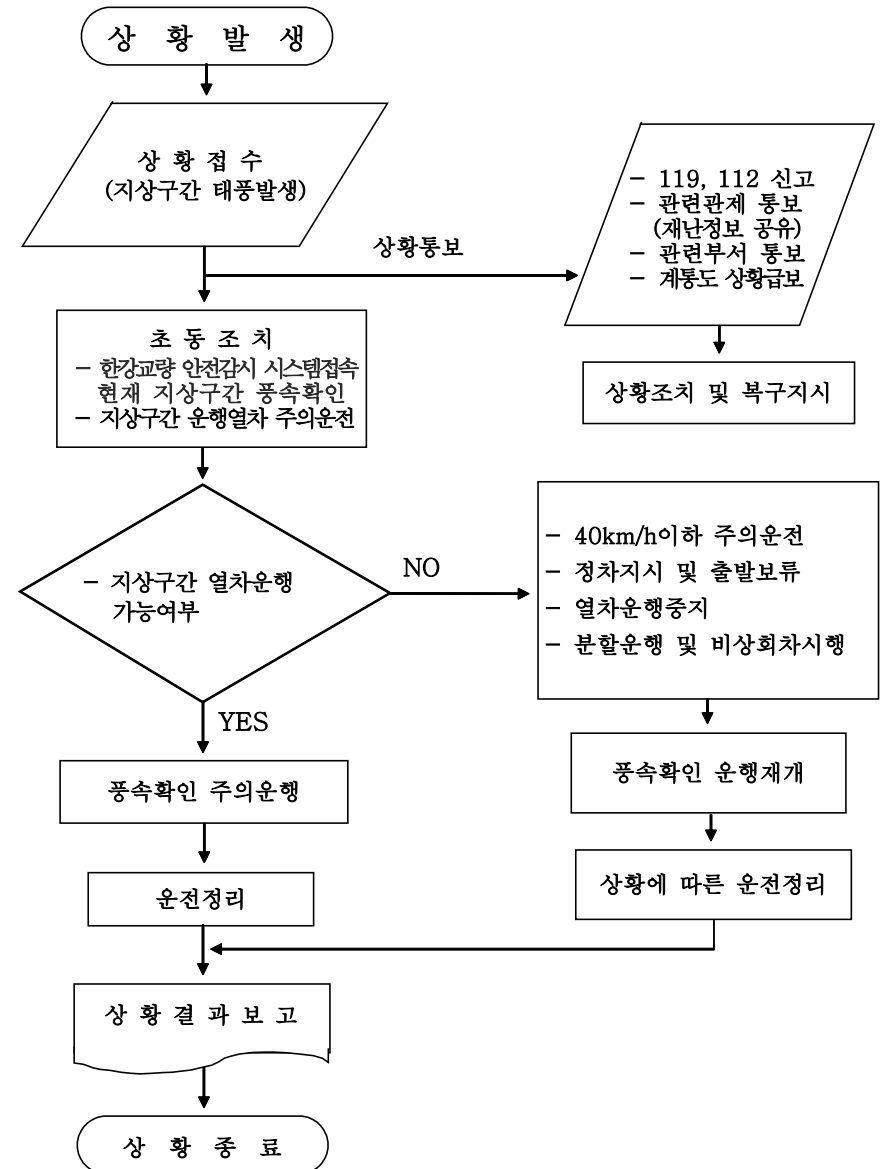 상 황 발 생
상 황 접 수
(지상구간 태풍발생)
상황통보
- 119, 112 신고
- 관련관제 통보
(재난정보 공유)
- 관련부서 통보
- 계통도 상황급보
상황조치 및 복구지시
초 동 조 치
- 한강교량 안전감시 시스템접속
현재 지상구간 풍속확인
- 지상구간 운행열차 주의운전
- 지상구간 열차운행
가능여부
NO
- 40km/h이하 주의운전
- 정차지시 및 출발보류
- 열차운행중지
- 분할운행 및 비상회차시행
YES
풍속확인 주의운행
풍속확인 운행재개
운전정리
상황에 따른 운전정리
상 황 결 과 보 고
상 황 종 료